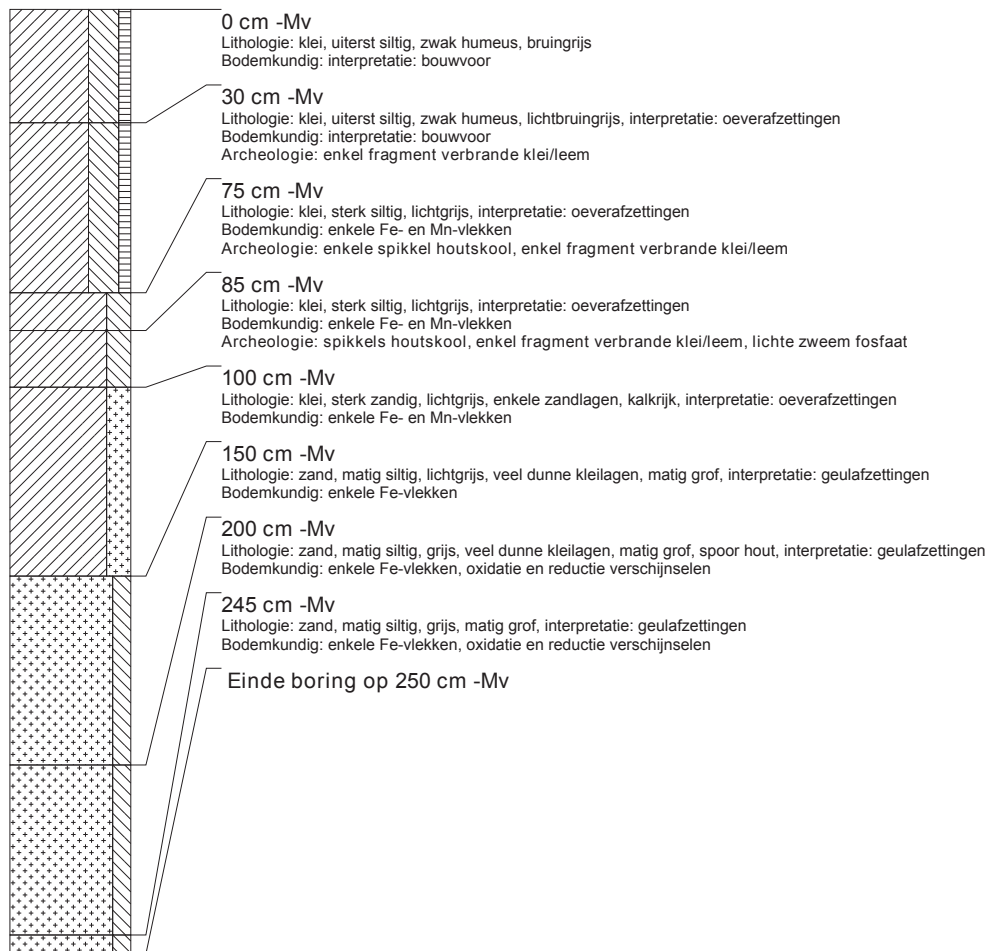 0 cm -Mv
Lithologie: klei, uiterst siltig, zwak humeus, bruingrijs
Bodemkundig: interpretatie: bouwvoor
30 cm -Mv
Lithologie: klei, uiterst siltig, zwak humeus, lichtbruingrijs, interpretatie: oeverafzettingen
Bodemkundig: interpretatie: bouwvoor
Archeologie: enkel fragment verbrande klei/leem
75 cm -Mv
Lithologie: klei, sterk siltig, lichtgrijs, interpretatie: oeverafzettingen
Bodemkundig: enkele Fe- en Mn-vlekken
Archeologie: enkele spikkel houtskool, enkel fragment verbrande klei/leem
85 cm -Mv
Lithologie: klei, sterk siltig, lichtgrijs, interpretatie: oeverafzettingen
Bodemkundig: enkele Fe- en Mn-vlekken
Archeologie: spikkels houtskool, enkel fragment verbrande klei/leem, lichte zweem fosfaat
100 cm -Mv
Lithologie: klei, sterk zandig, lichtgrijs, enkele zandlagen, kalkrijk, interpretatie: oeverafzettingen
Bodemkundig: enkele Fe- en Mn-vlekken
150 cm -Mv
Lithologie: zand, matig siltig, lichtgrijs, veel dunne kleilagen, matig grof, interpretatie: geulafzettingen
Bodemkundig: enkele Fe-vlekken
200 cm -Mv
Lithologie: zand, matig siltig, grijs, veel dunne kleilagen, matig grof, spoor hout, interpretatie: geulafzettingen
Bodemkundig: enkele Fe-vlekken, oxidatie en reductie verschijnselen
245 cm -Mv
Lithologie: zand, matig siltig, grijs, matig grof, interpretatie: geulafzettingen
Bodemkundig: enkele Fe-vlekken, oxidatie en reductie verschijnselen
Einde boring op 250 cm -Mv